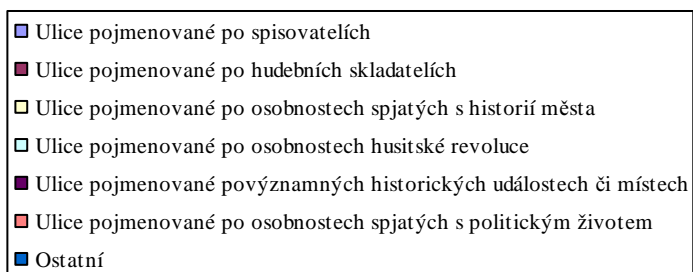 Ulice pojmenované po spisovatelích
Ulice pojmenované po hudebních skladatelích
Ulice pojmenované po osobnostech spjatých s historií města
Ulice pojmenované po osobnostech husitské revoluce
Ulice pojmenované povýznamných historických událostech či místech
Ulice pojmenované po osobnostech spjatých s politickým životem
Ostatní